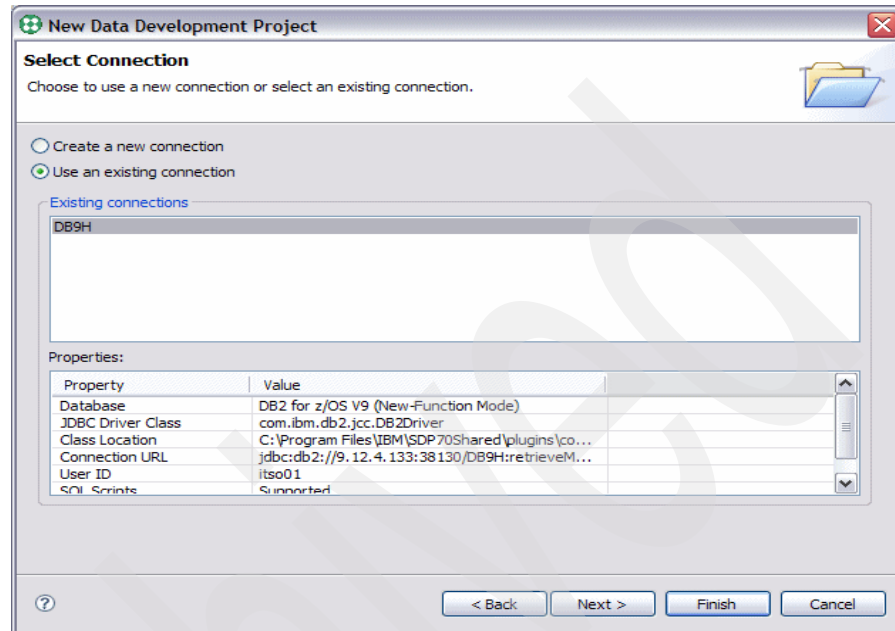 New Data Development Project
Select Connection
Choose to use a new connection or select an existing connection.
Create a new connection
Use an existing connection
Existing connections
DB9H
Properties:
Property Value
Database DB2 for z/OS V9 (New-Function Mode)
JDBC Driver Class com.ibm.db2.jcc.DB2Driver
Class Location C:\Program Files\IBM\SDP70Shared\plugins\co...
Connection URL jdbc:db2://9.12.4.133:38130/DB9H:retrieveM...
User ID itso01
SQL Scripts Supported
< Back Next > Finish Cancel